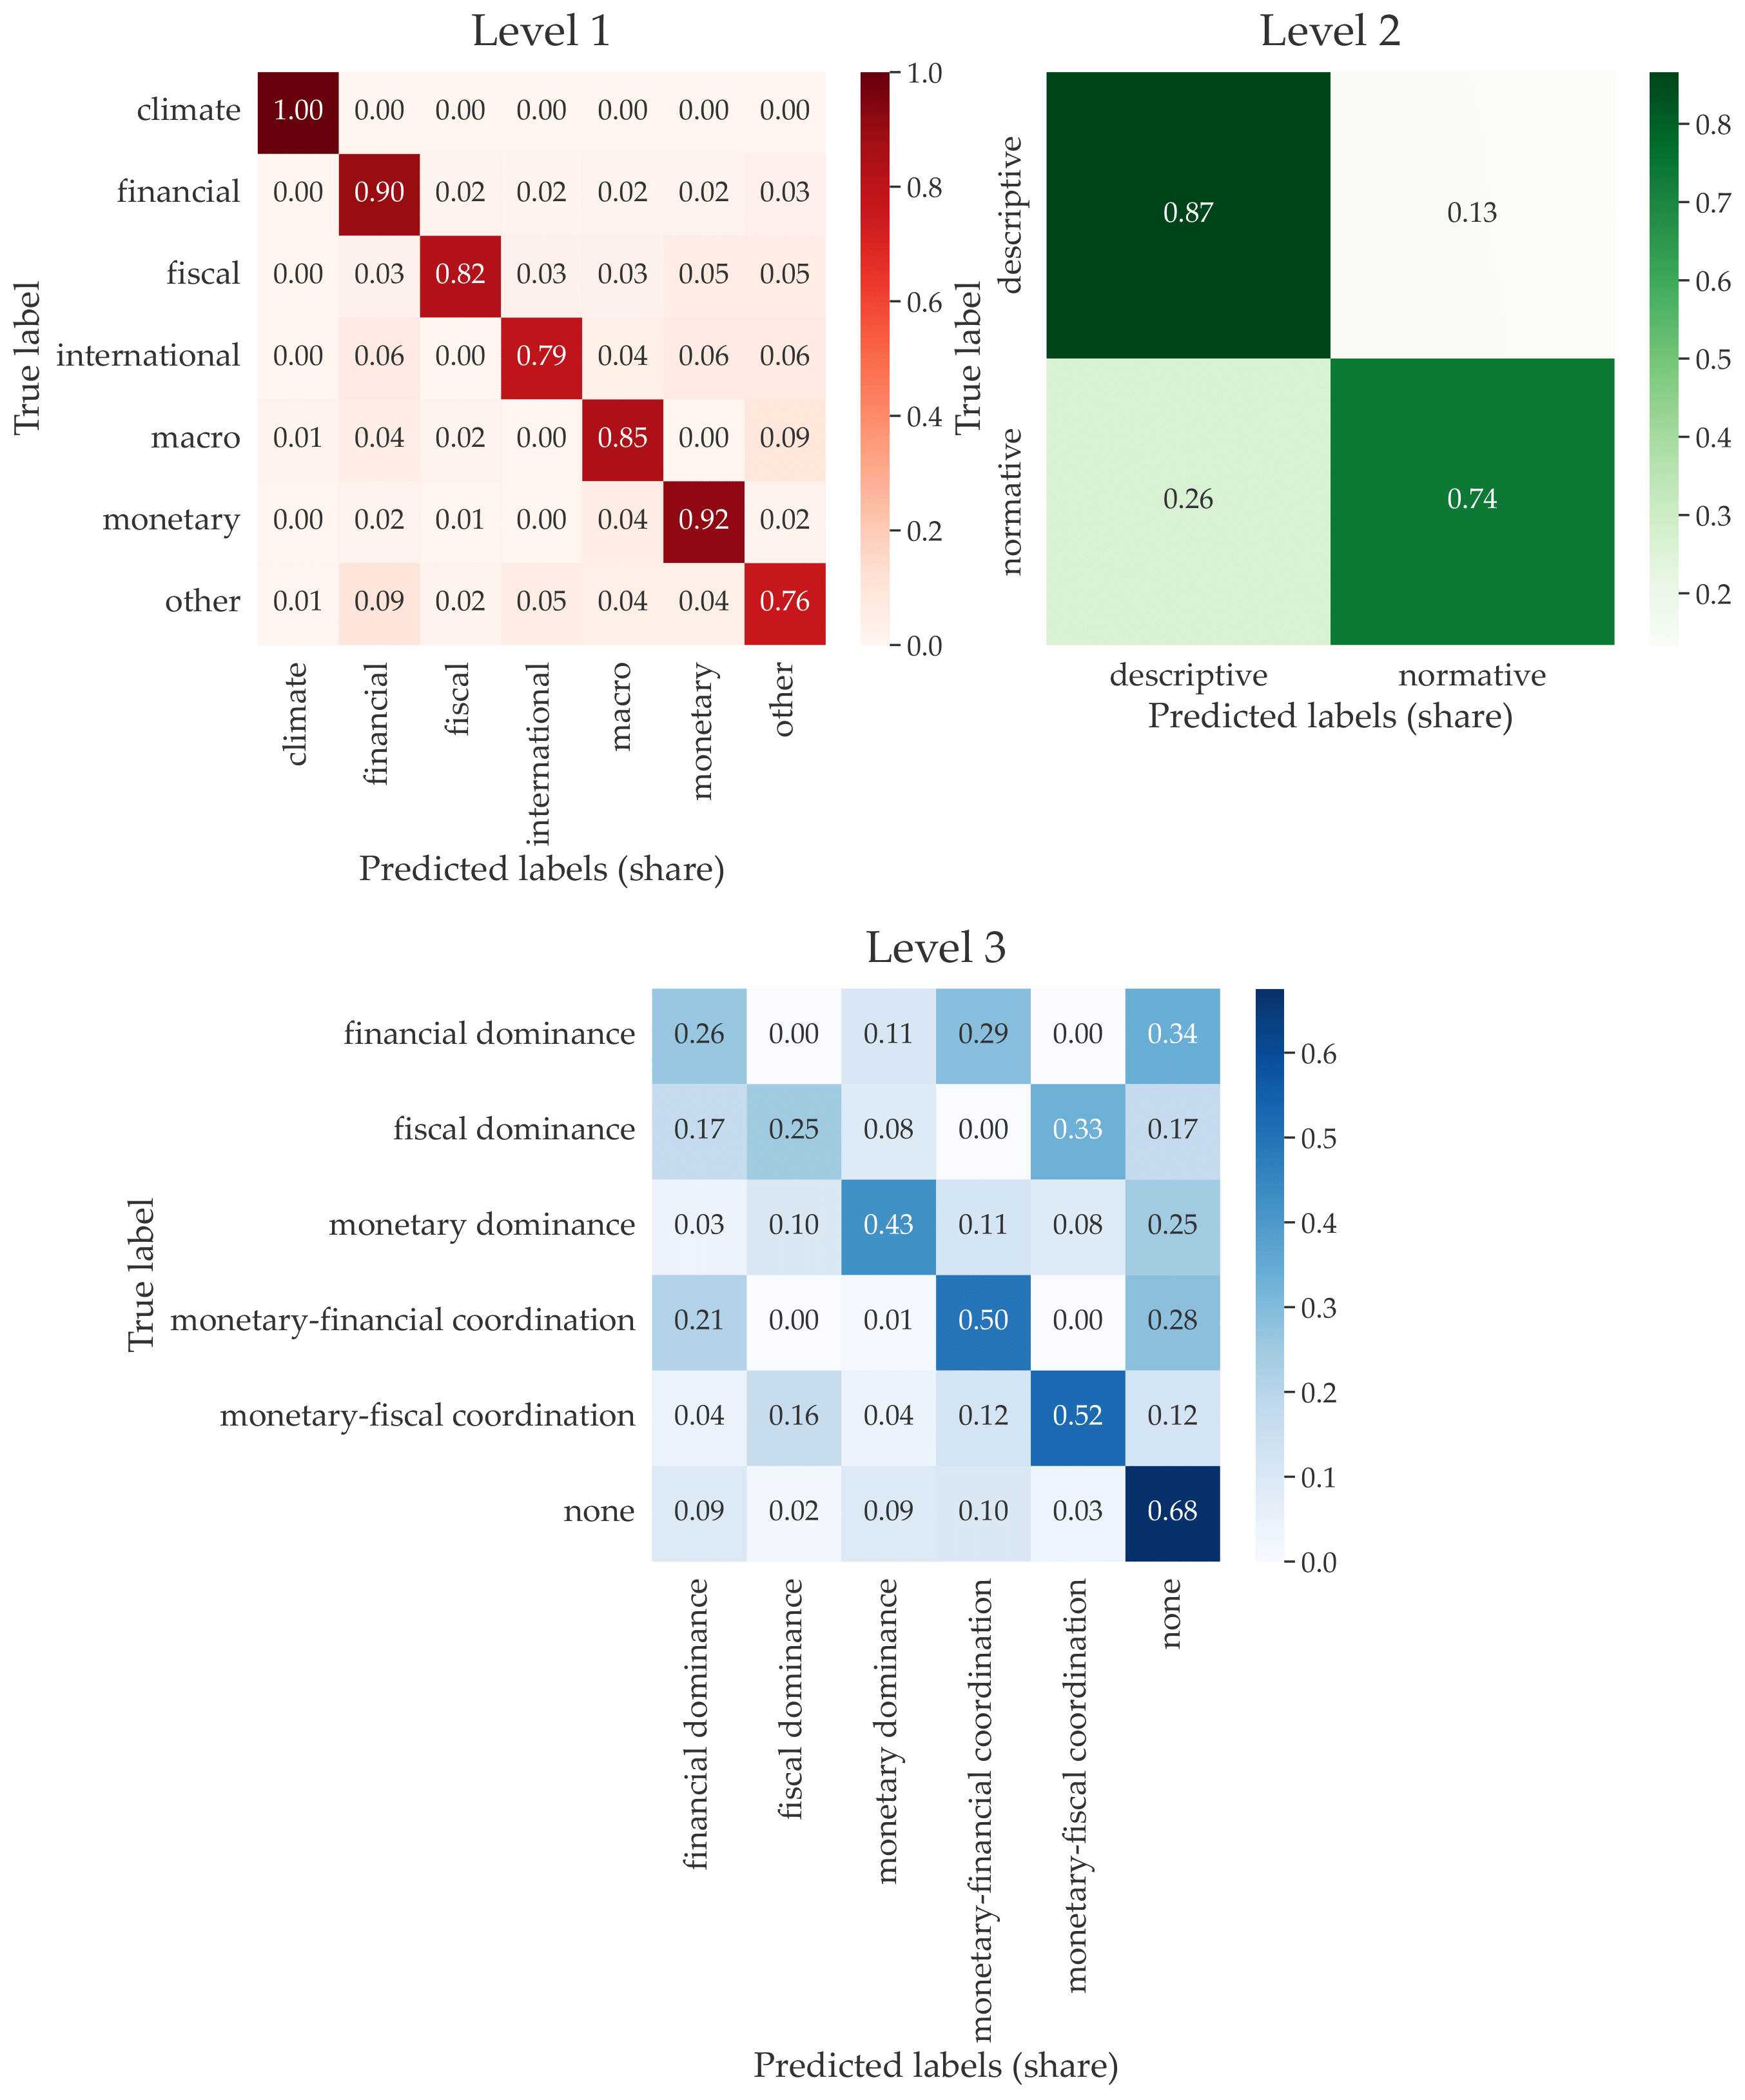 Level 1
True label
climate 1.00 0.00 0.00 0.00 0.00 0.00 0.00
financial 0.00 0.90 0.02 0.02 0.02 0.02 0.03
fiscal 0.00 0.03 0.82 0.03 0.03 0.05 0.05
international 0.00 0.06 0.00 0.79 0.04 0.06 0.06
macro 0.01 0.04 0.02 0.00 0.85 0.00 0.09
monetary 0.00 0.02 0.01 0.00 0.04 0.92 0.02
other 0.01 0.09 0.02 0.05 0.04 0.04 0.76
climate financial fiscal international macro monetary other
Predicted labels (share)
1.0
0.8
0.6
0.4
0.2
0.0
Level 2
True label
descriptive 0.87 0.13
normative 0.26 0.74
descriptive normative
Predicted labels (share)
0.8
0.7
0.6
0.5
0.4
0.3
0.2
Level 3
True label
financial dominance 0.26 0.00 0.11 0.29 0.00 0.34
fiscal dominance 0.17 0.25 0.08 0.00 0.33 0.17
monetary dominance 0.03 0.10 0.43 0.11 0.08 0.25
monetary-financial coordination 0.21 0.00 0.01 0.50 0.00 0.28
monetary-fiscal coordination 0.04 0.16 0.04 0.12 0.52 0.12
none 0.09 0.02 0.09 0.10 0.03 0.68
financial dominance
fiscal dominance
monetary dominance
monetary-financial coordination
monetary-fiscal coordination
none
Predicted labels (share)
0.6
0.5
0.4
0.3
0.2
0.1
0.0